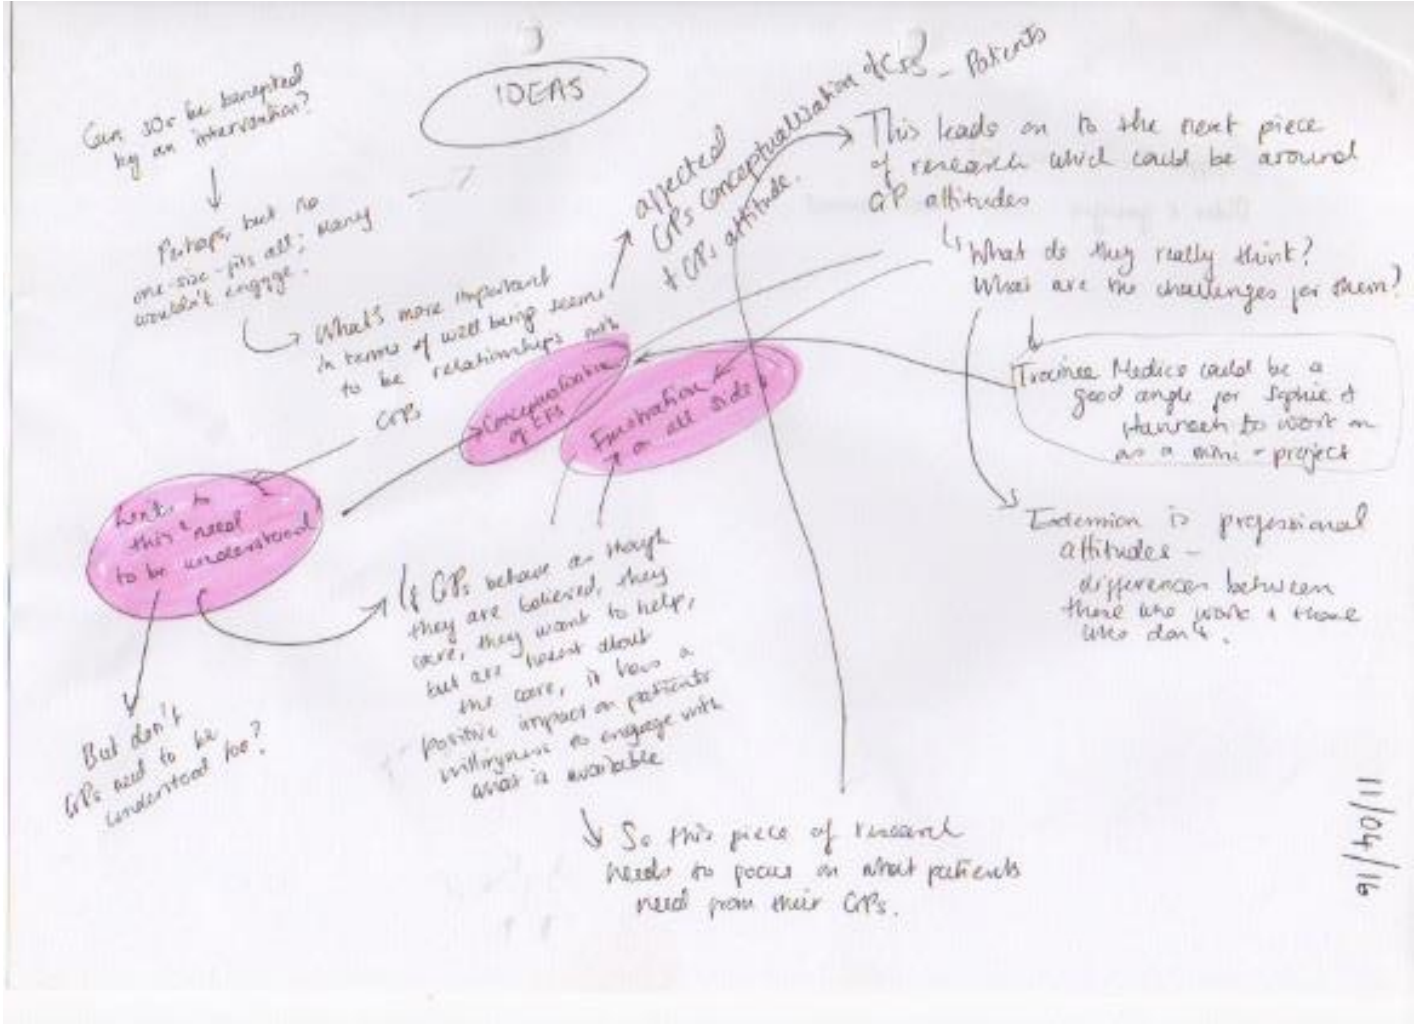 IDEAS
Can SOr be benefited
by an intervention?
Perhaps, but no
one-size-fits all; many
wouldn't engage.
What's more important
in terms of well being seems
to be relationships with
GPs
affected
GPs conceptualisation of CFS - Patients
& GPs attitude.
This leads on to the next piece
of research which could be around
GP attitudes
What do they really think?
What are the challenges for them?
Trainee Medics could be a
good angle for Sophie &
Hannah to work on
as a mini-project
Extension is professional
attitudes -
differences between
those who work & those
who don't.
Conceptualisation
of CFS
Frustration
on all sides
Links to
this need
to be understood
But don't
GPs need to be
understood too?
If GPs behave as though
they are believed, they
care, they want to help,
but are honest about
the care, it has a
positive impact on patients
willingness to engage with
what is available
So this piece of research
needs to focus on what patients
need from their GPs.
11/04/16